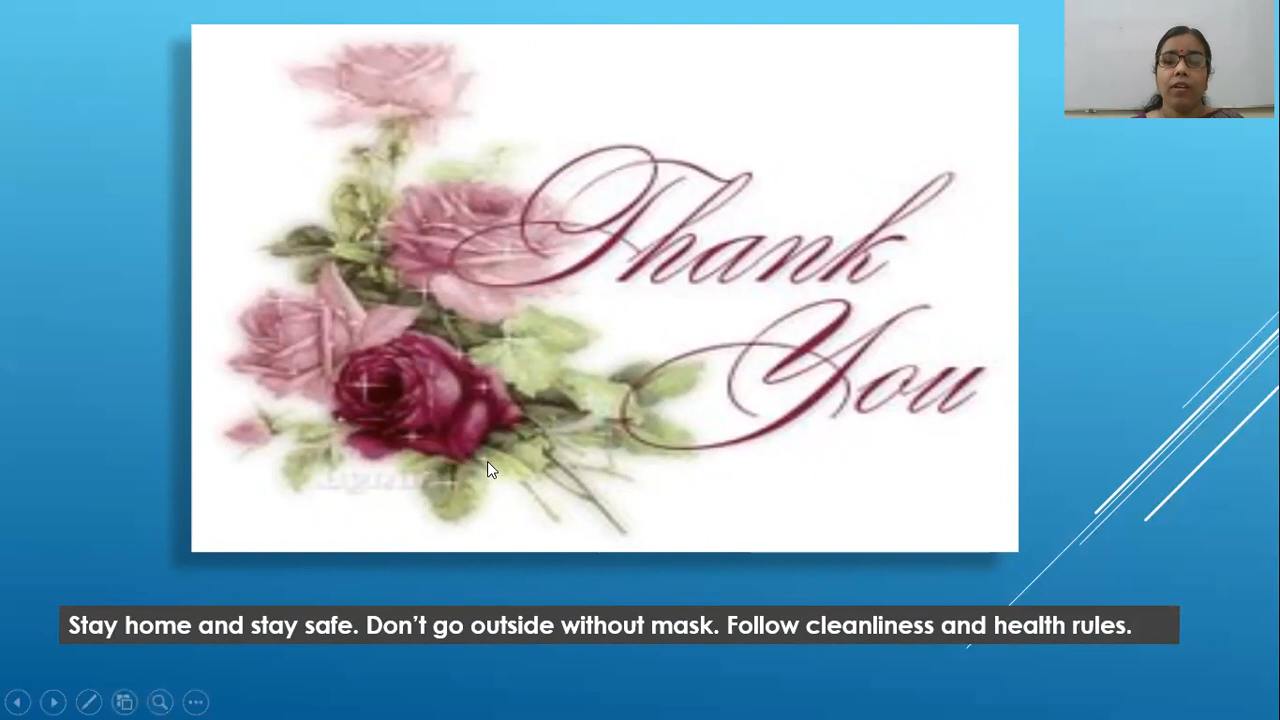 Thank
You
Stay home and stay safe. Don’t go outside without mask. Follow cleanliness and health rules.